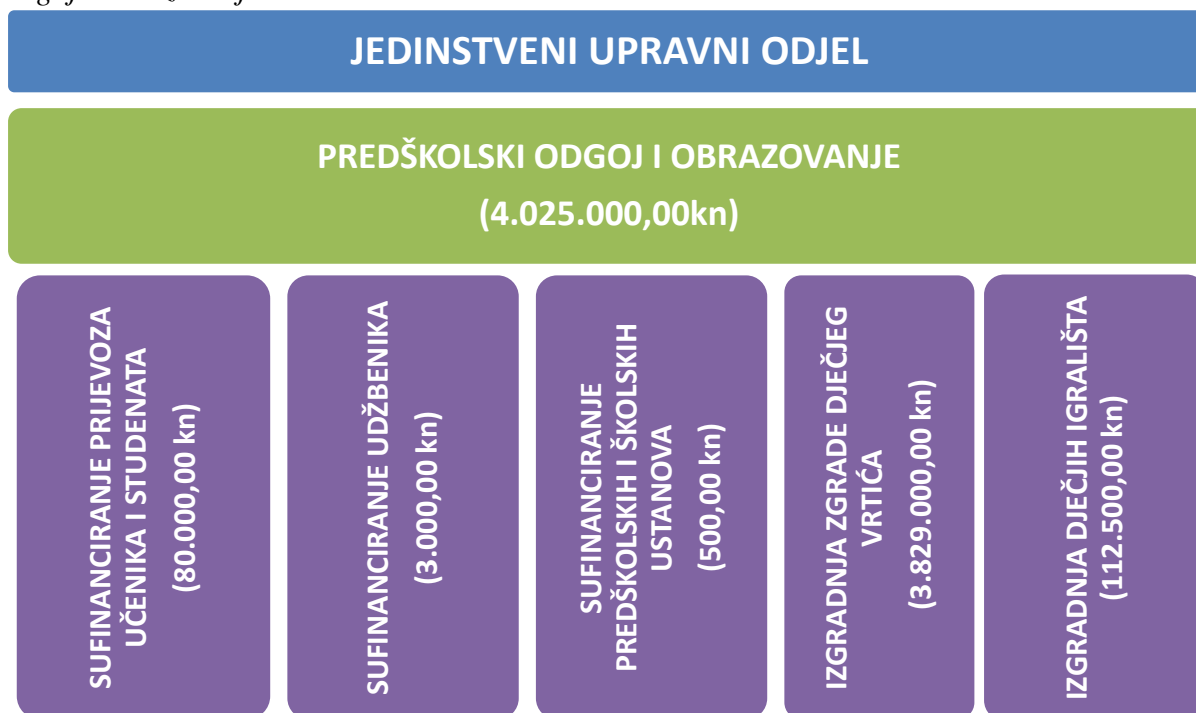 JEDINSTVENI UPRAVNI ODJEL
PREDŠKOLSKI ODGOJ I OBRAZOVANJE
(4.025.000,00kn)
SUFINANCIRANJE PRIJEVOZA
UČENIKA I STUDENATA
(80.000,00 kn)
SUFINANCIRANJE UDŽBENIKA
(3.000,00 kn)
SUFINANCIRANJE
PREDŠKOLSKIH I ŠKOLSKIH
USTANOVA
(500,00 kn)
IZGRADNJA ZGRADE DJEČJEG
VRTIĆA
(3.829.000,00 kn)
IZGRADNJA DJEČJIH IGRALIŠTA
(112.500,00 kn)